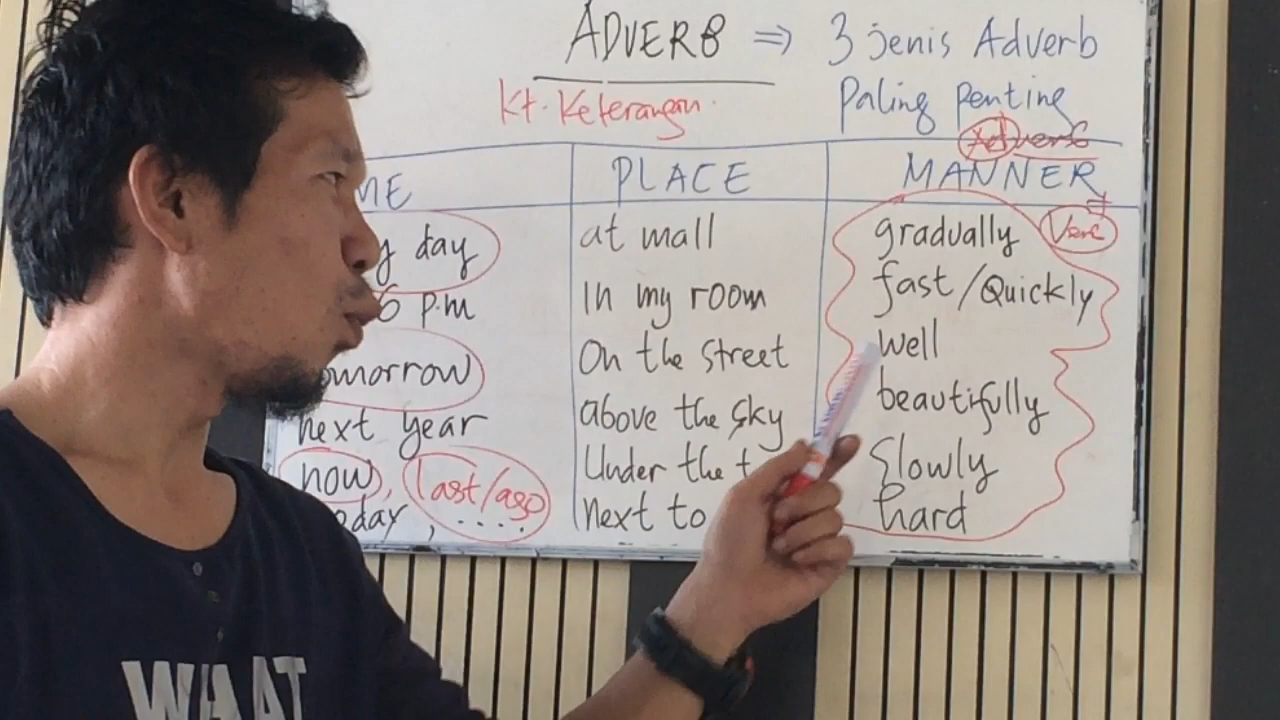 ADVERB ⇒ 3 jenis Adverb
Kt. Keterangan. Paling Penting
PLACE MANNER
day at mall gradually Verb
6 p.m In my room fast/Quickly
tomorrow On the street well
next year above the sky beautifully
now, last/ago Under the Slowly
today, .... next to hard
WHAT